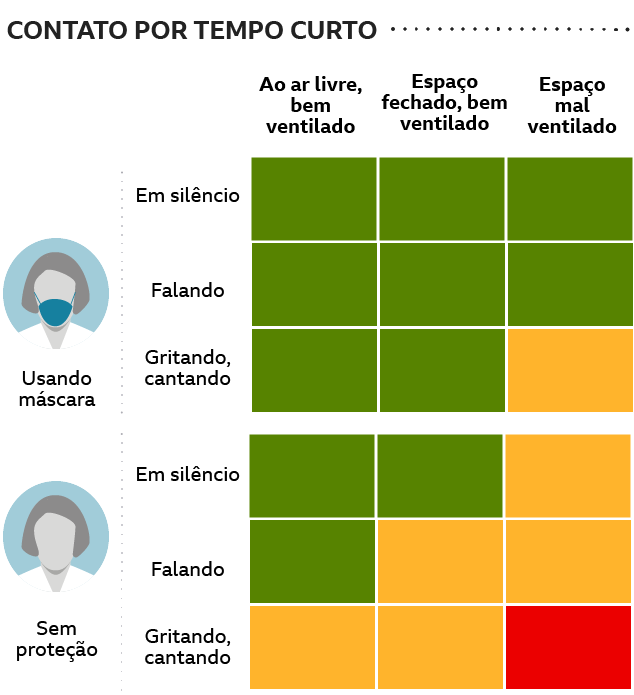 CONTATO POR TEMPO CURTO
Ao ar livre,
bem
ventilado
Espaço
fechado, bem
ventilado
Espaço
mal
ventilado
Em silêncio
Falando
Gritando,
cantando
Usando
máscara
Em silêncio
Falando
Gritando,
cantando
Sem
proteção